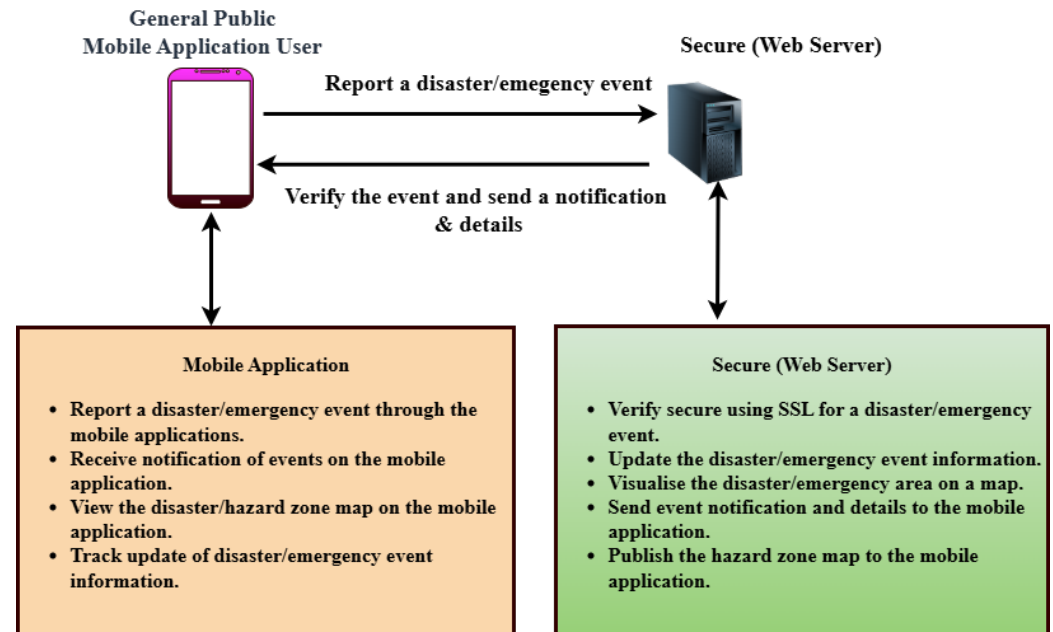 General Public
Mobile Application User
Secure (Web Server)
Report a disaster/emegency event
Verify the event and send a notification
& details
Mobile Application
• Report a disaster/emergency event through the
mobile applications.
• Receive notification of events on the mobile
application.
• View the disaster/hazard zone map on the mobile
application.
• Track update of disaster/emergency event
information.
Secure (Web Server)
• Verify secure using SSL for a disaster/emergency
event.
• Update the disaster/emergency event information.
• Visualise the disaster/emergency area on a map.
• Send event notification and details to the mobile
application.
• Publish the hazard zone map to the mobile
application.